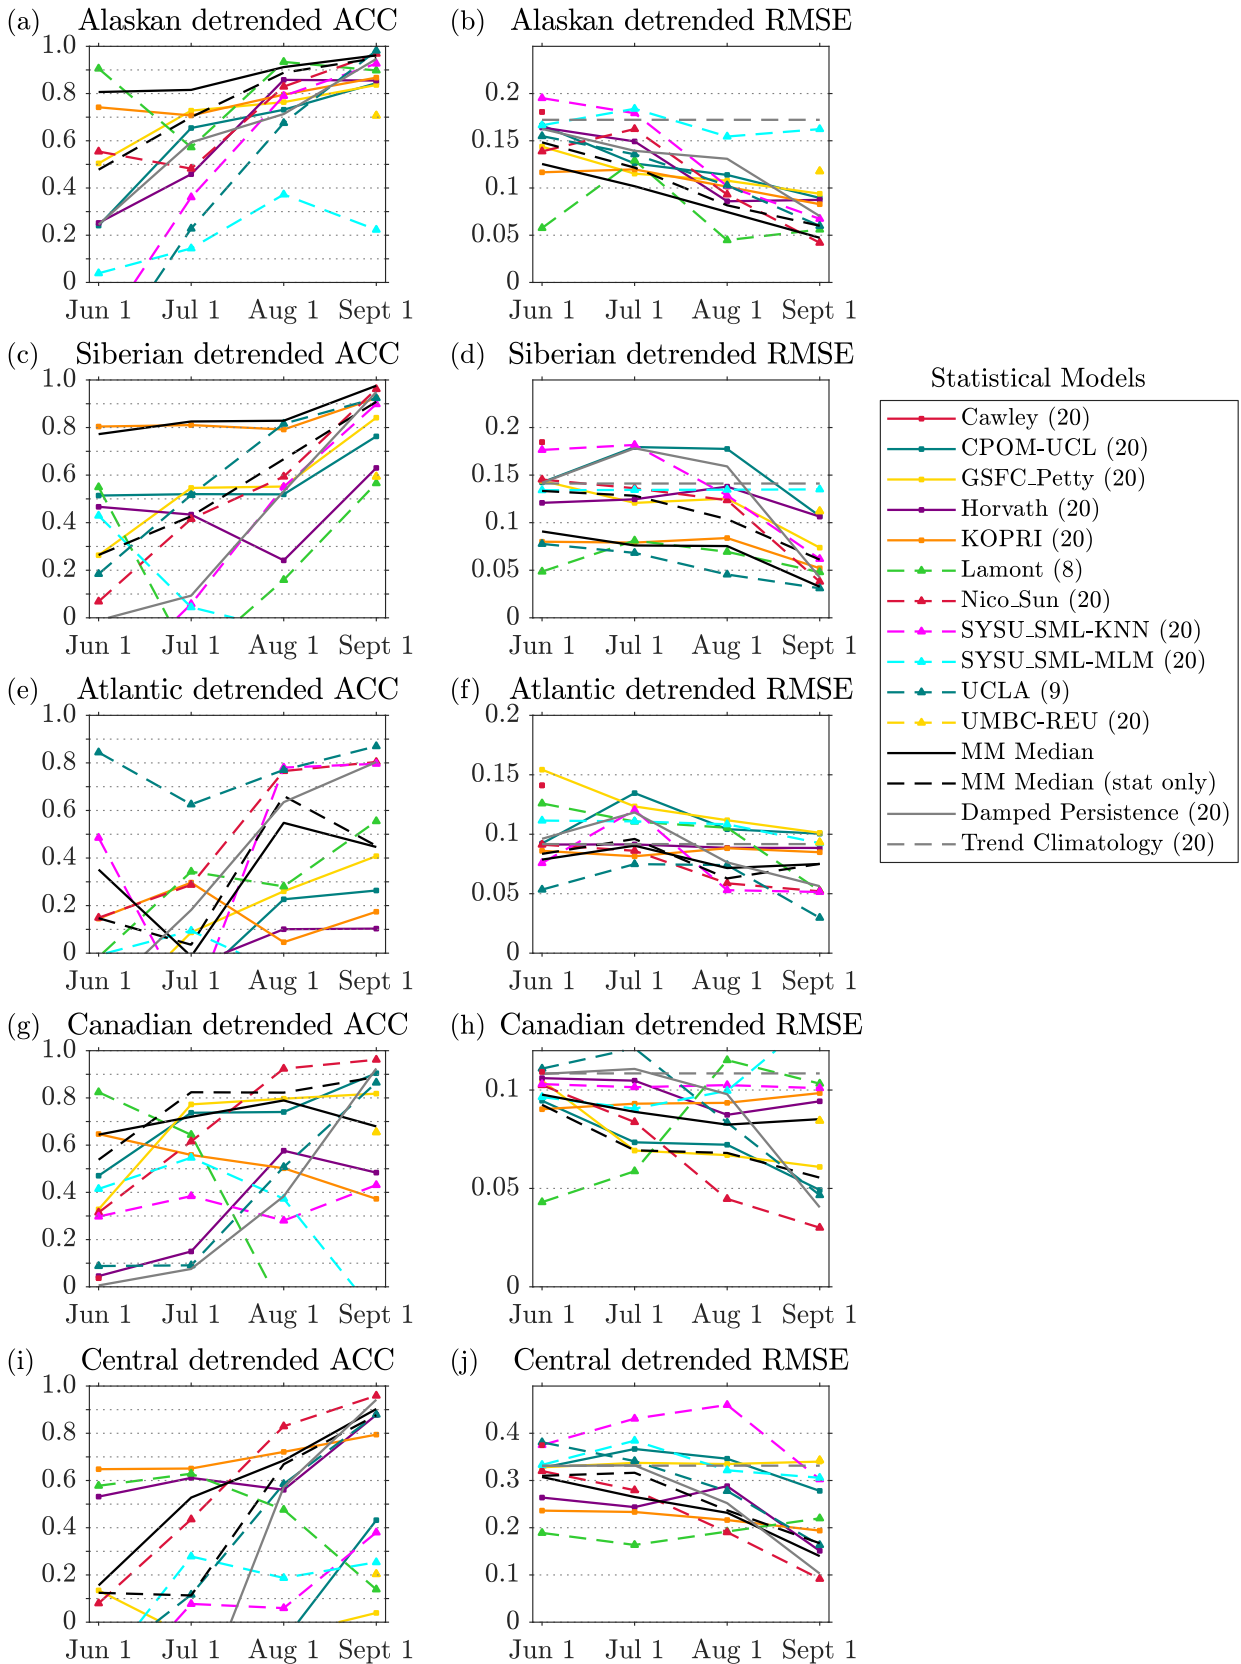 (a) Alaskan detrended ACC
1.0
0.8
0.6
0.4
0.2
0
Jun 1 Jul 1 Aug 1 Sept 1
(b) Alaskan detrended RMSE
0.2
0.15
0.1
0.05
0
Jun 1 Jul 1 Aug 1 Sept 1
(c) Siberian detrended ACC
1.0
0.8
0.6
0.4
0.2
0
Jun 1 Jul 1 Aug 1 Sept 1
(d) Siberian detrended RMSE
0.2
0.15
0.1
0.05
0
Jun 1 Jul 1 Aug 1 Sept 1
Statistical Models
Cawley (20)
CPOM-UCL (20)
GSFC_Petty (20)
Horvath (20)
KOPRI (20)
Lamont (8)
Nico_Sun (20)
SYSU_SML-KNN (20)
SYSU_SML-MLM (20)
UCLA (9)
UMBC-REU (20)
MM Median
MM Median (stat only)
Damped Persistence (20)
Trend Climatology (20)
(e) Atlantic detrended ACC
1.0
0.8
0.6
0.4
0.2
0
Jun 1 Jul 1 Aug 1 Sept 1
(f) Atlantic detrended RMSE
0.2
0.15
0.1
0.05
0
Jun 1 Jul 1 Aug 1 Sept 1
(g) Canadian detrended ACC
1.0
0.8
0.6
0.4
0.2
0
Jun 1 Jul 1 Aug 1 Sept 1
(h) Canadian detrended RMSE
0.1
0.05
0
Jun 1 Jul 1 Aug 1 Sept 1
(i) Central detrended ACC
1.0
0.8
0.6
0.4
0.2
0
Jun 1 Jul 1 Aug 1 Sept 1
(j) Central detrended RMSE
0.4
0.3
0.2
0.1
0
Jun 1 Jul 1 Aug 1 Sept 1